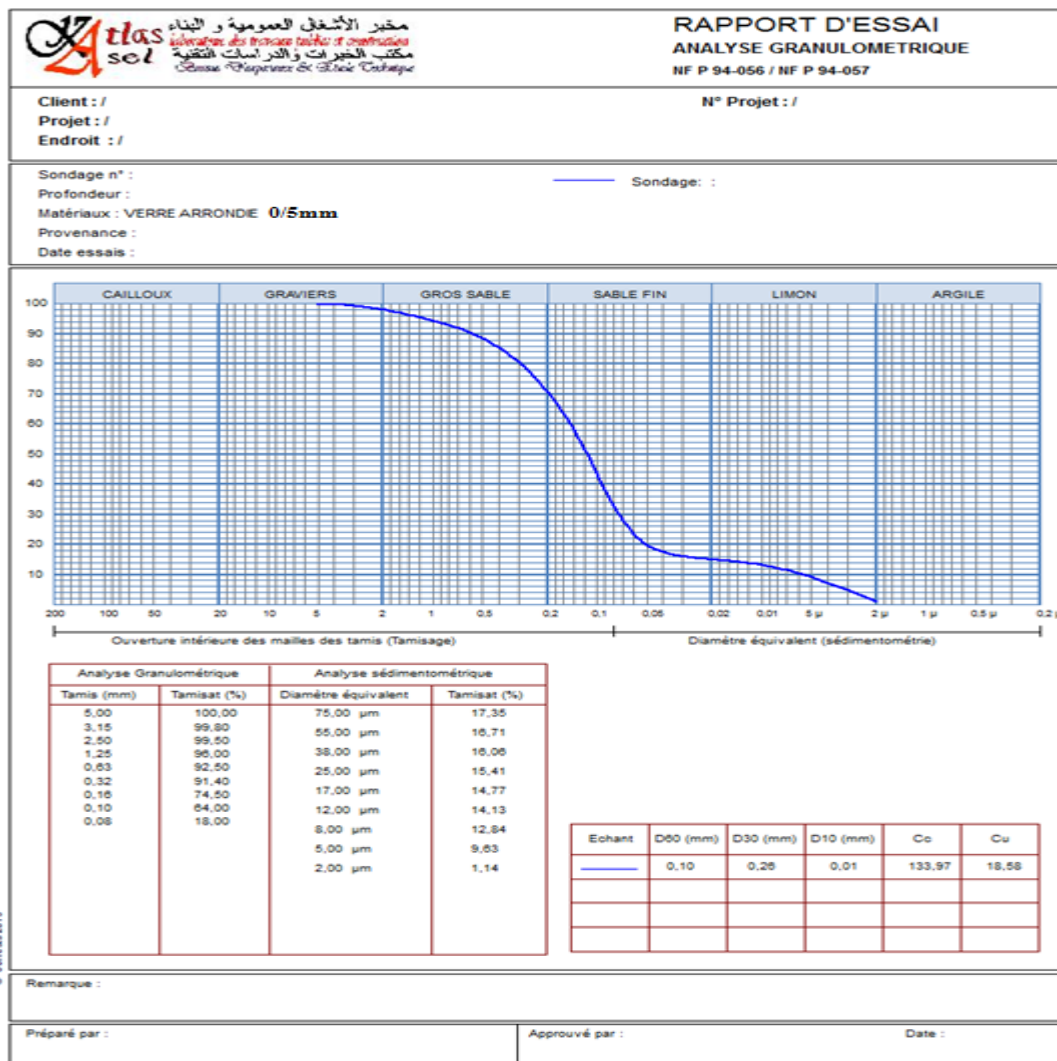 Atlas
sel
مخبر الأشغال العمومية و البناء
laboratoire des travaux publics et construction
مكتب الخبرات والدراسات التقنية
RAPPORT D'ESSAI
ANALYSE GRANULOMETRIQUE
NF P 94-056 / NF P 94-057
Client : /
N° Projet : /
Projet : /
Endroit : /
Sondage n° :
Sondage: :
Profondeur :
Matériaux : VERRE ARRONDIE 0/5mm
Provenance :
Date essais :
CAILLOUX GRAVIERS GROS SABLE SABLE FIN LIMON ARGILE
100
90
80
70
60
50
40
30
20
10
200 100 50 20 10 5 2 1 0,5 0,2 0,1 0,05 0,02 0,01 5 µ 2 µ 1 µ 0,5 µ 0,2 µ
Ouverture intérieure des mailles des tamis (Tamisage) Diamètre équivalent (sédimentométrie)
Analyse Granulométrique Analyse sédimentométrique
Tamis (mm) Tamisat (%) Diamètre équivalent Tamisat (%)
5,00 100,00 75,00 µm 17,35
3,15 99,80 55,00 µm 16,71
2,50 99,50 38,00 µm 16,06
1,25 96,00 25,00 µm 15,41
0,63 92,50 17,00 µm 14,77
0,32 91,40 12,00 µm 14,13
0,16 74,50 8,00 µm 12,84
0,10 64,00 5,00 µm 9,63
0,08 18,00 2,00 µm 1,14
Echant D60 (mm) D30 (mm) D10 (mm) Cc Cu
0,10 0,26 0,01 133,97 18,58
Remarque :
Préparé par :
Approuvé par :
Date :